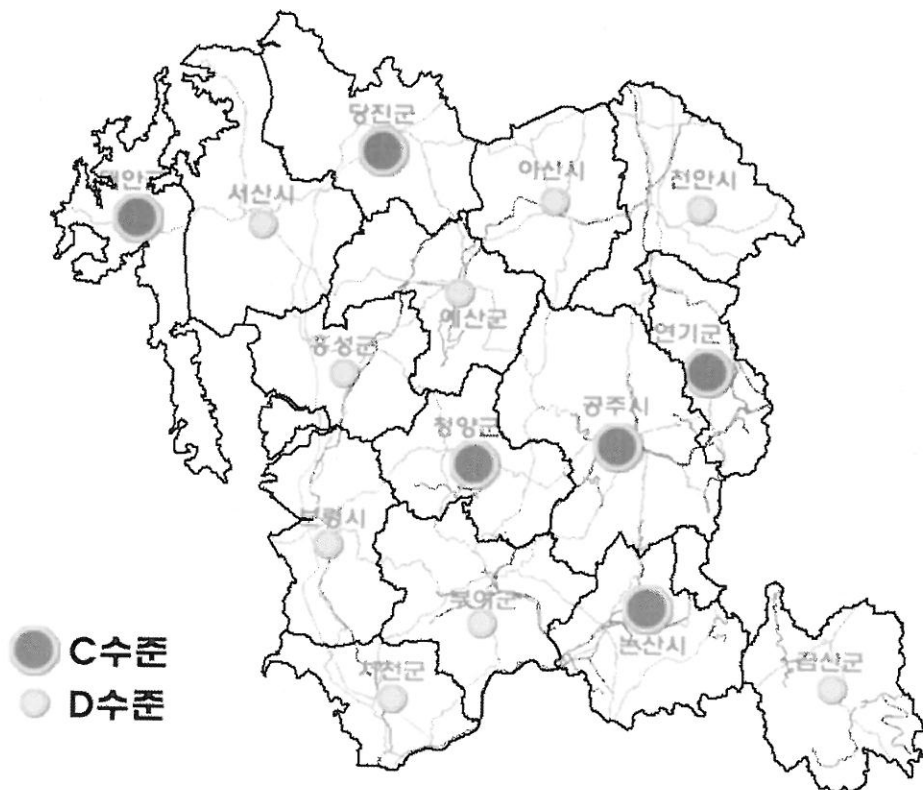 당진군
아산시
천안시
태안군
서산시
예산군
연기군
홍성군
공주시
청양군
보령시
부여군
논산시
금산군
서천군
C수준
D수준